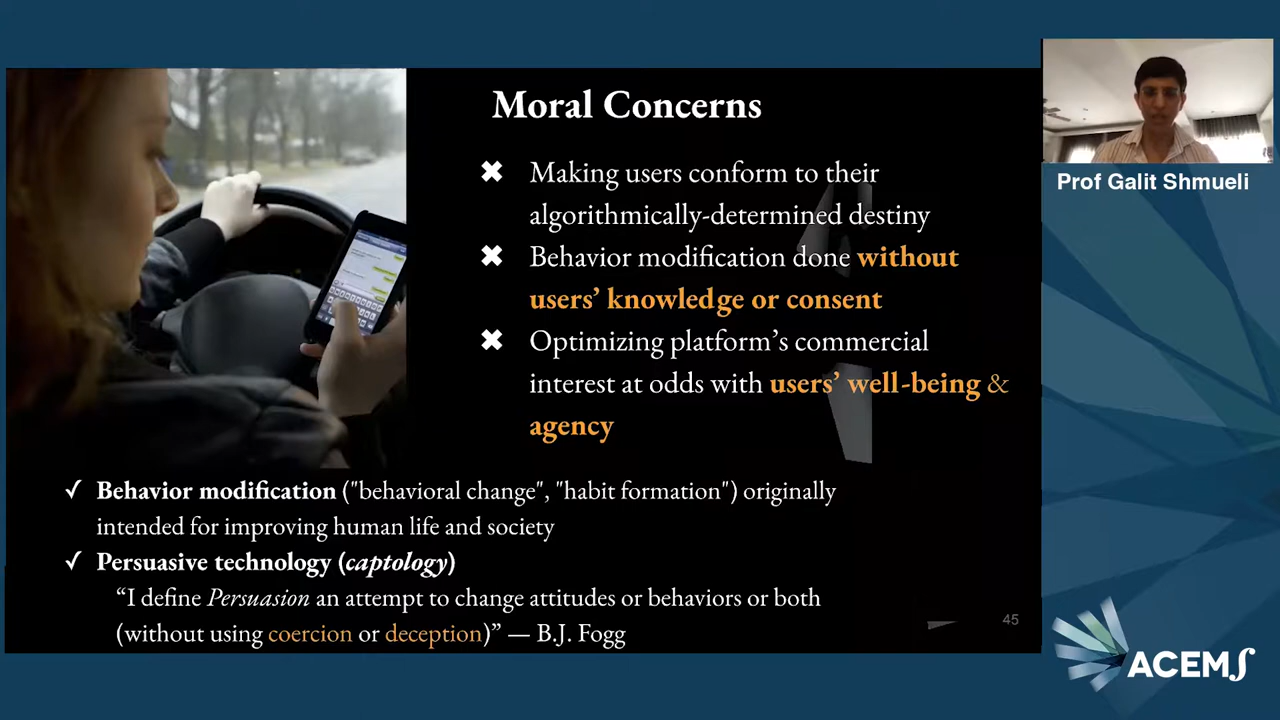 Moral Concerns
✖ Making users conform to their
algorithmically-determined destiny
✖ Behavior modification done without
users’ knowledge or consent
✖ Optimizing platform’s commercial
interest at odds with users’ well-being &
agency
✓ Behavior modification ("behavioral change", "habit formation") originally
intended for improving human life and society
✓ Persuasive technology (captology)
“I define Persuasion an attempt to change attitudes or behaviors or both
(without using coercion or deception)” — B.J. Fogg
45
Prof Galit Shmueli
ACEMS